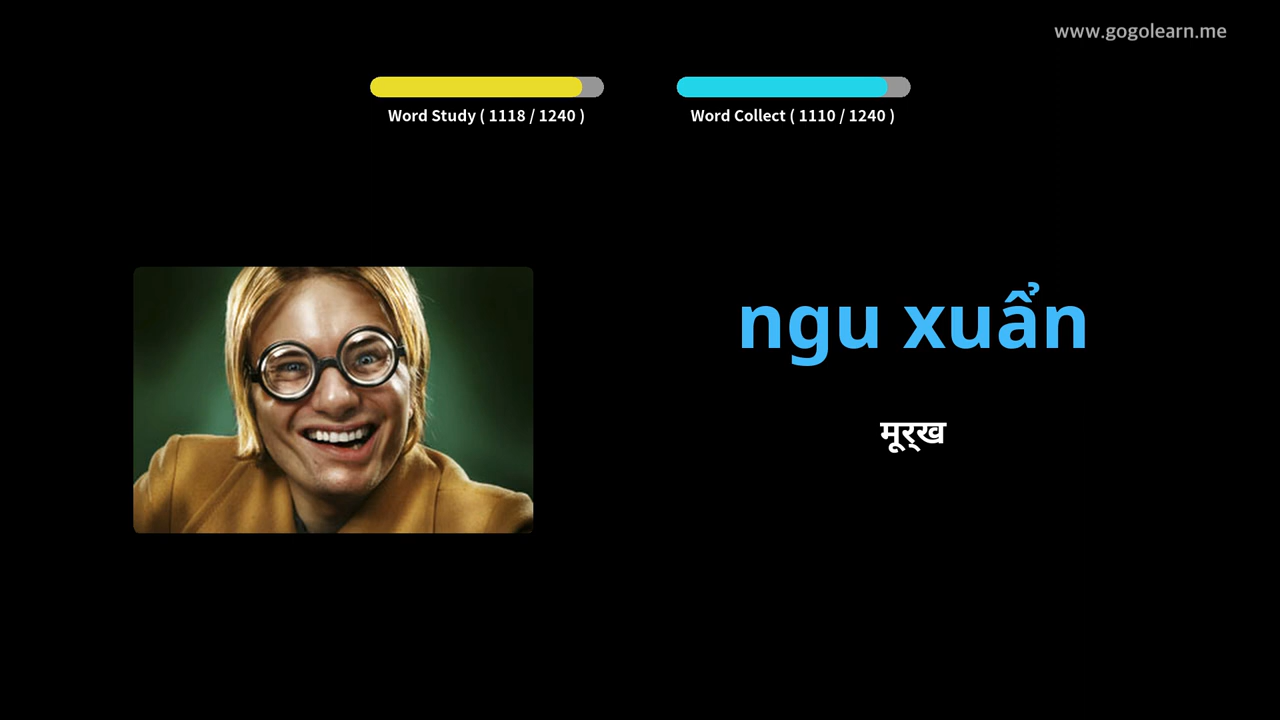 www.gogolearn.me
Word Study ( 1118 / 1240 )
Word Collect ( 1110 / 1240 )
ngu xuẩn
मूर्ख